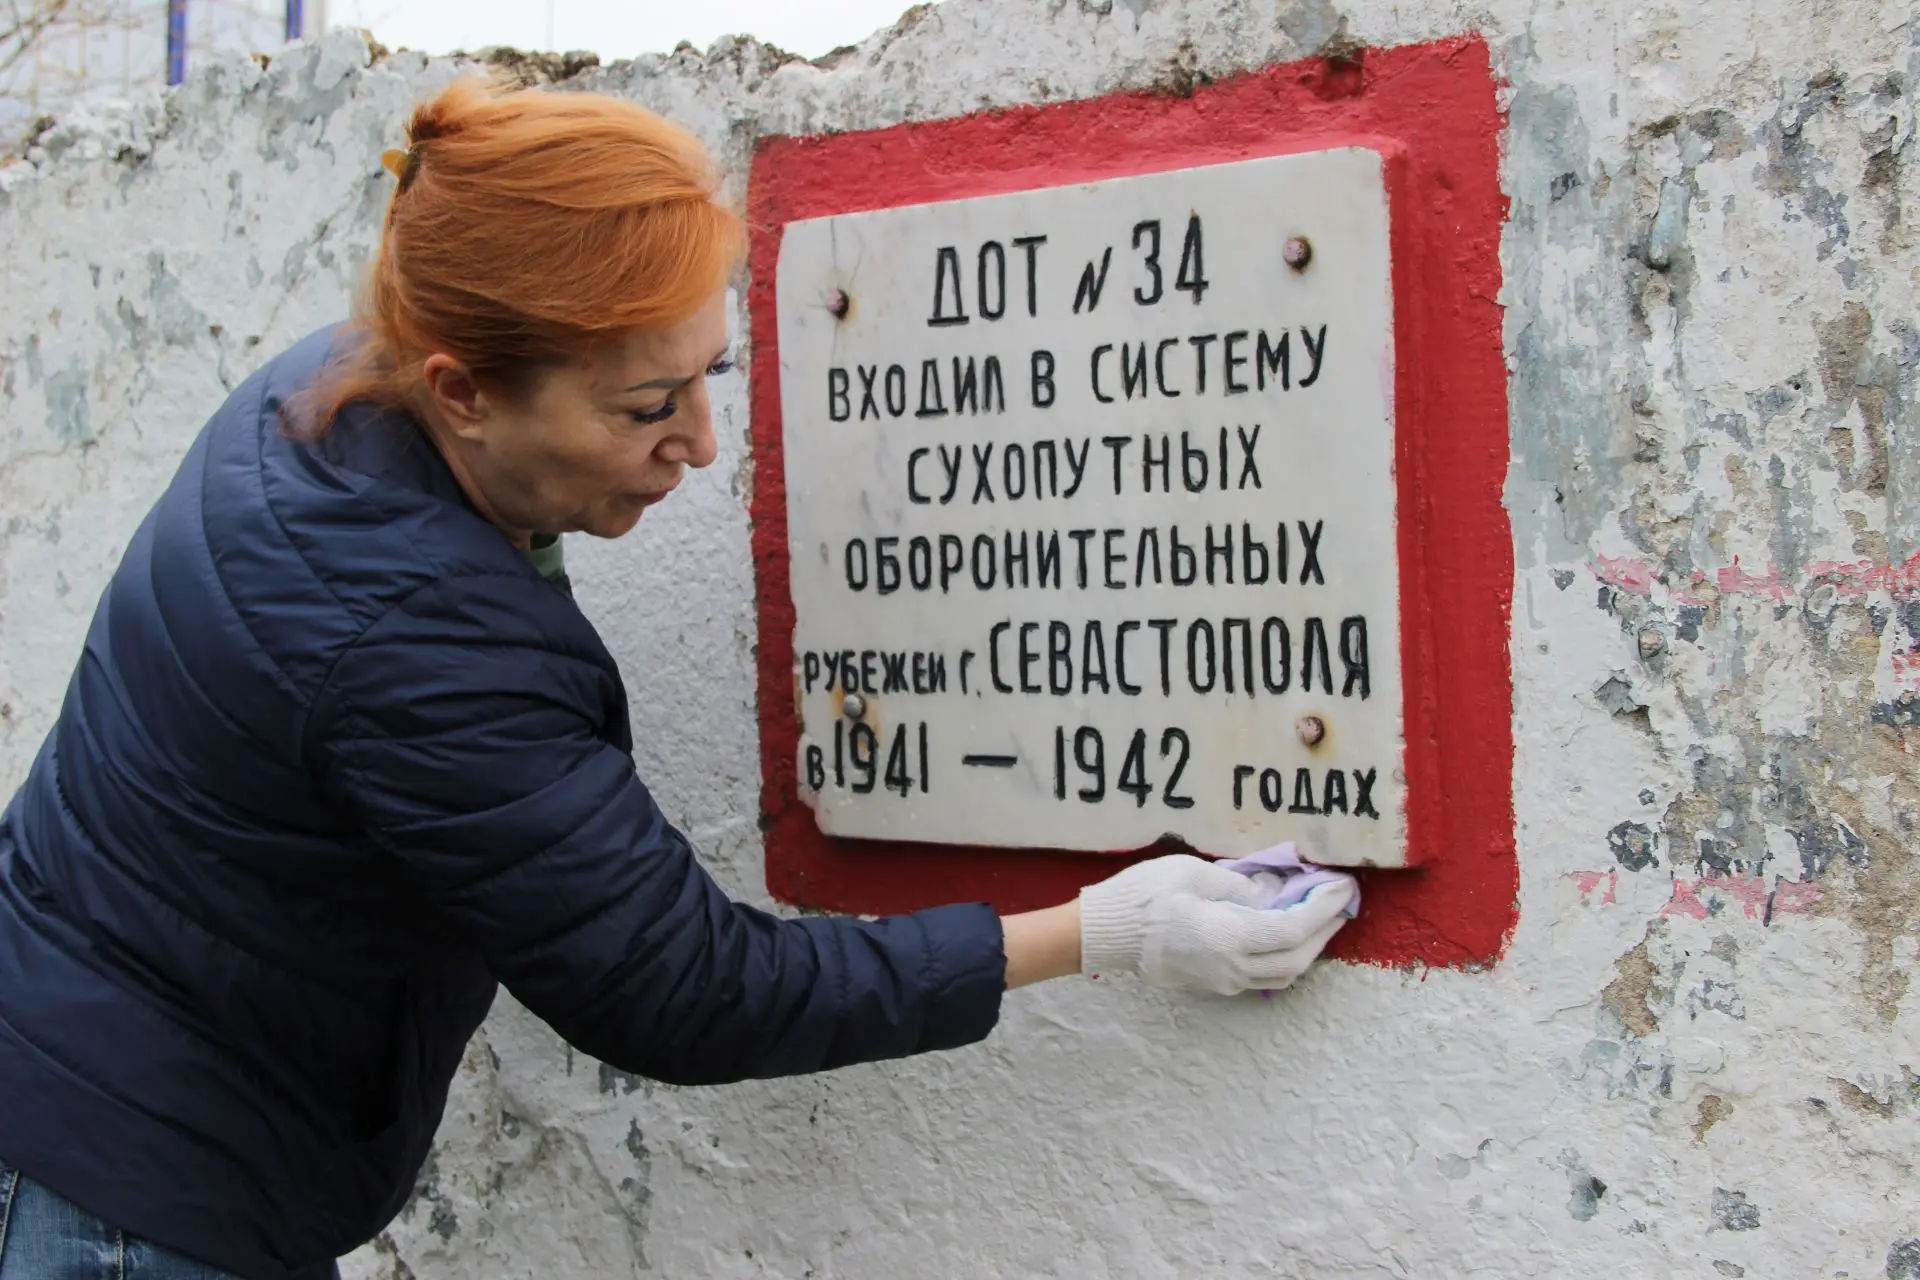 ДОТ N 34
ВХОДИЛ В СИСТЕМУ
СУХОПУТНЫХ
ОБОРОНИТЕЛЬНЫХ
РУБЕЖЕЙ г. СЕВАСТОПОЛЯ
в 1941 — 1942 годах